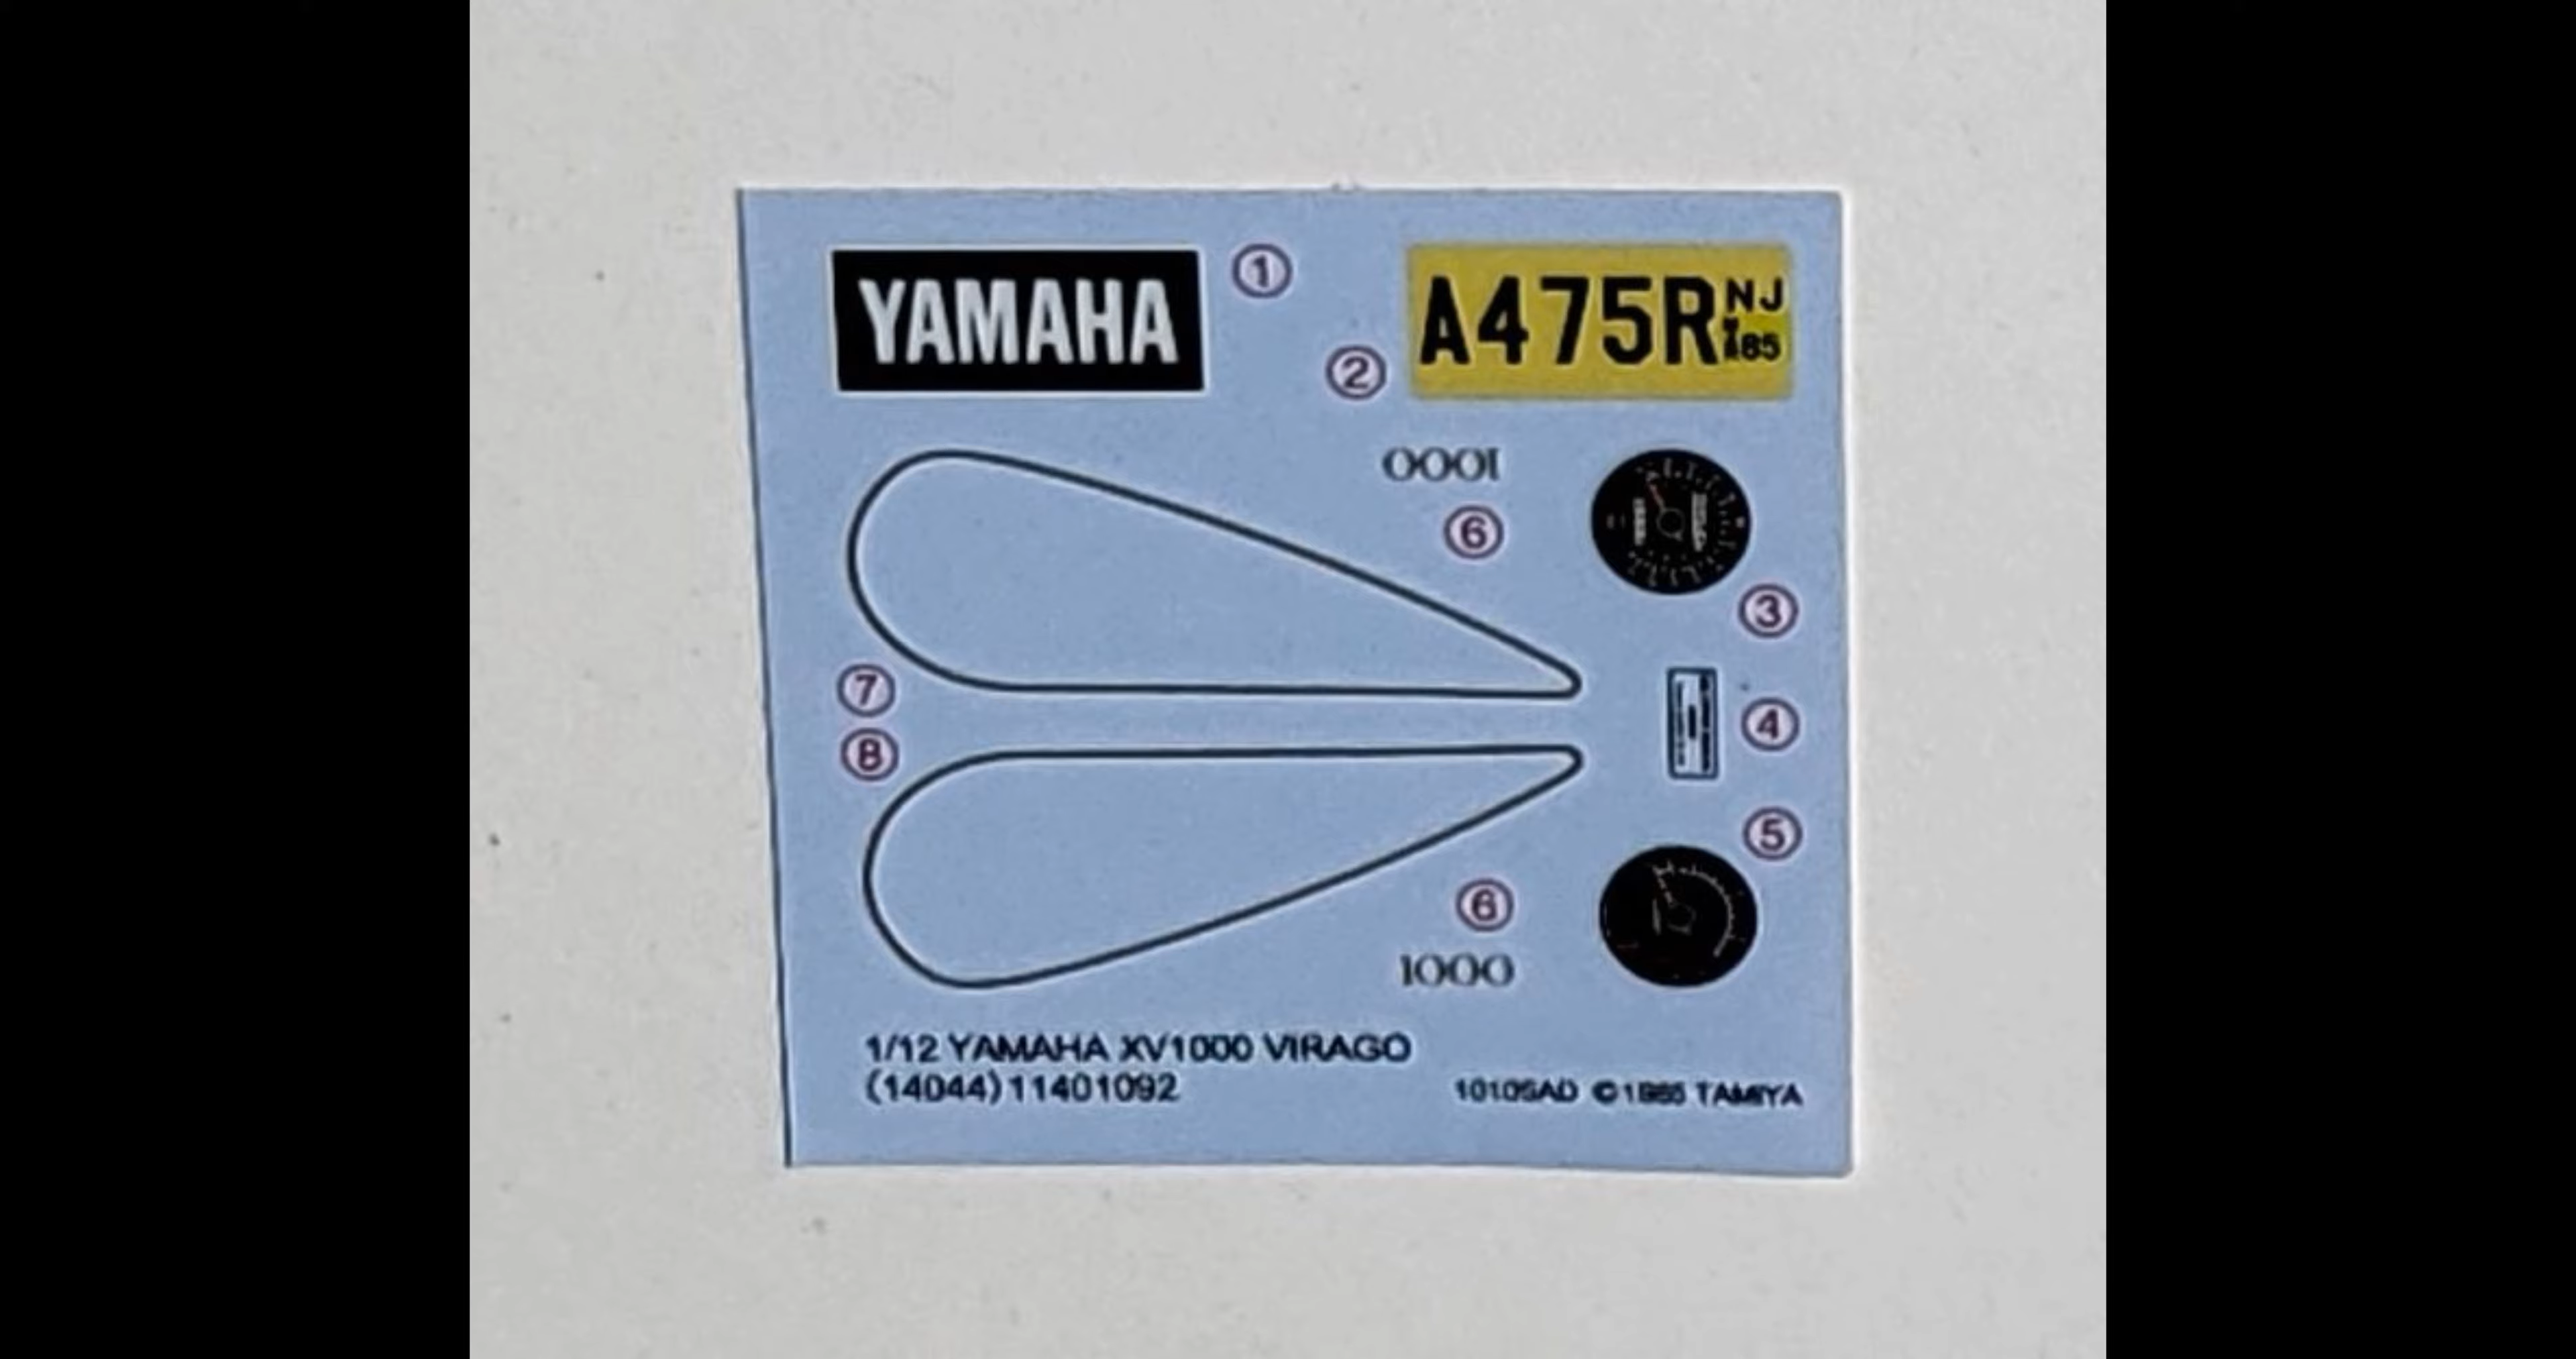 YAMAHA
①
A475R
NJ
85
②
1000
⑥
③
⑦
④
⑧
⑤
⑥
1000
1/12 YAMAHA XV1000 VIRAGO
(14044)11401092
©1985 TAMIYA